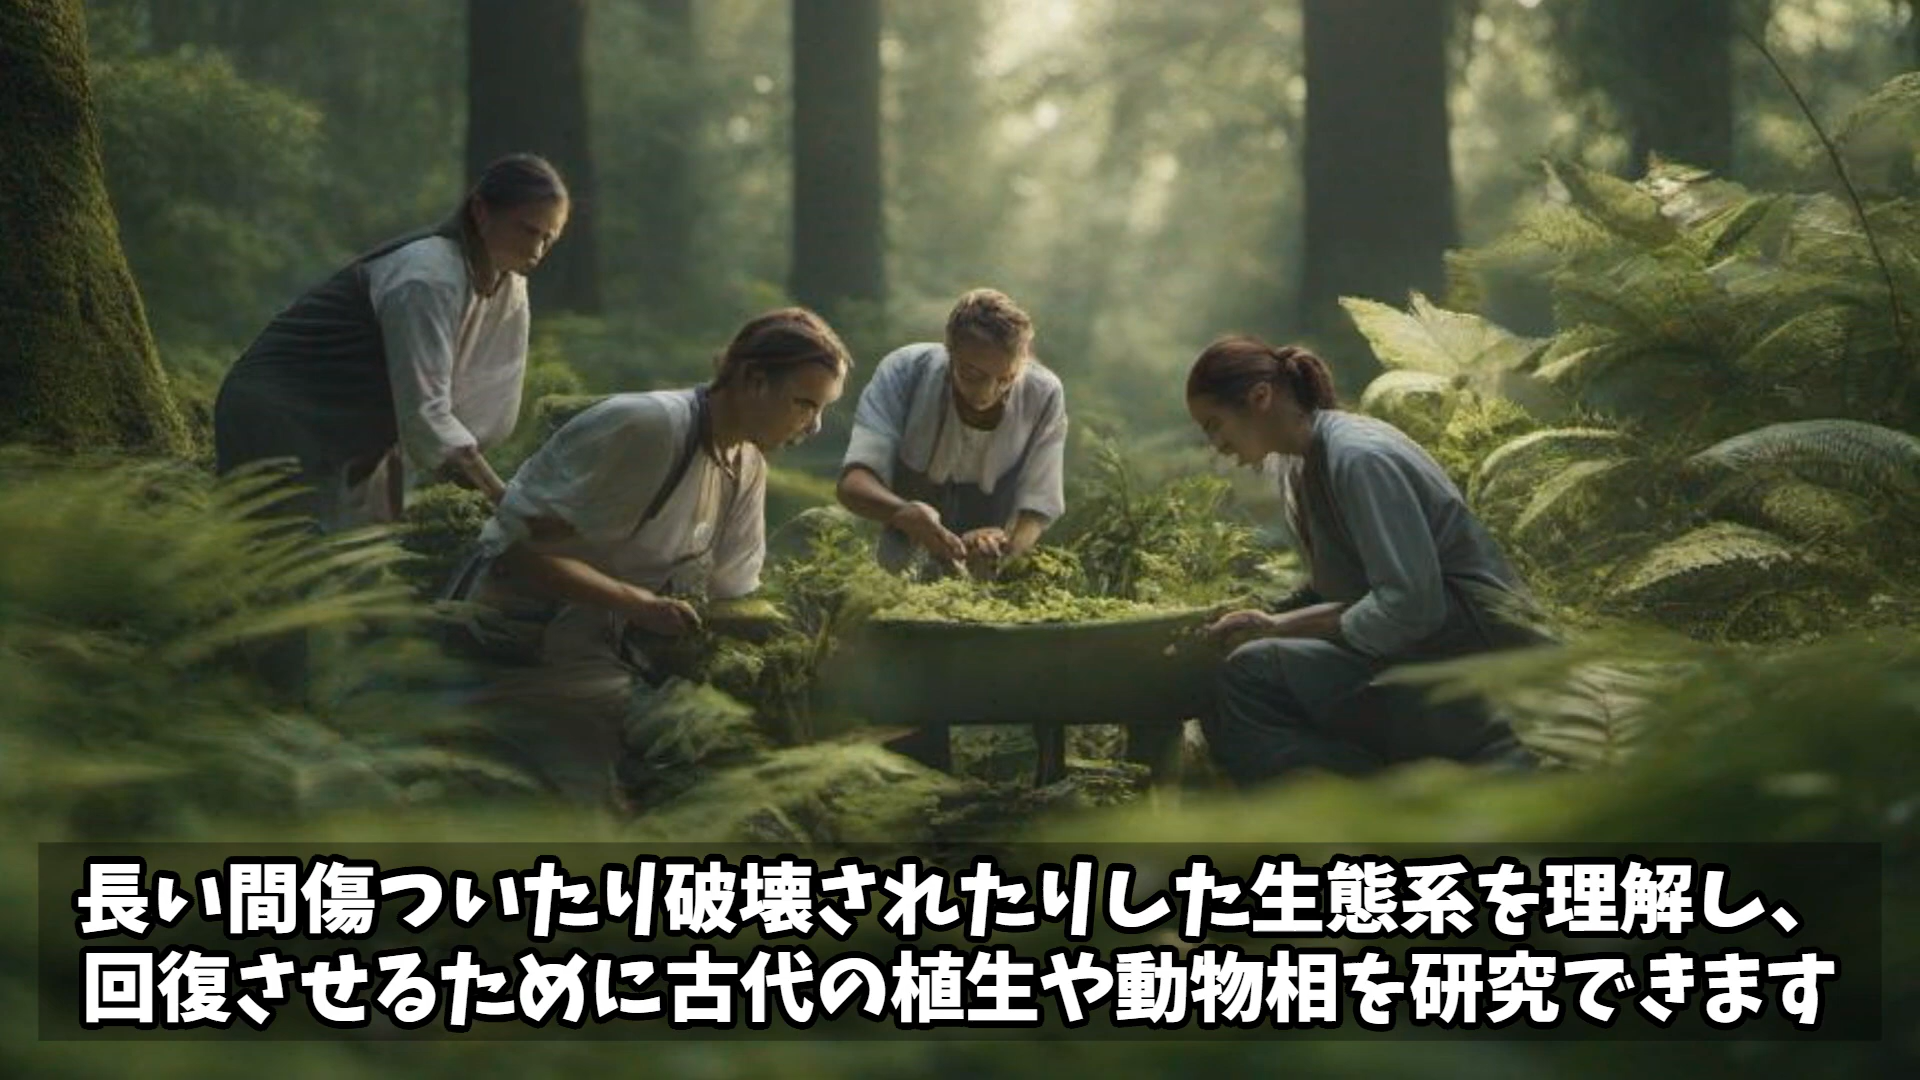 長い間傷ついたり破壊されたりした生態系を理解し、
回復させるために古代の植生や動物相を研究できます